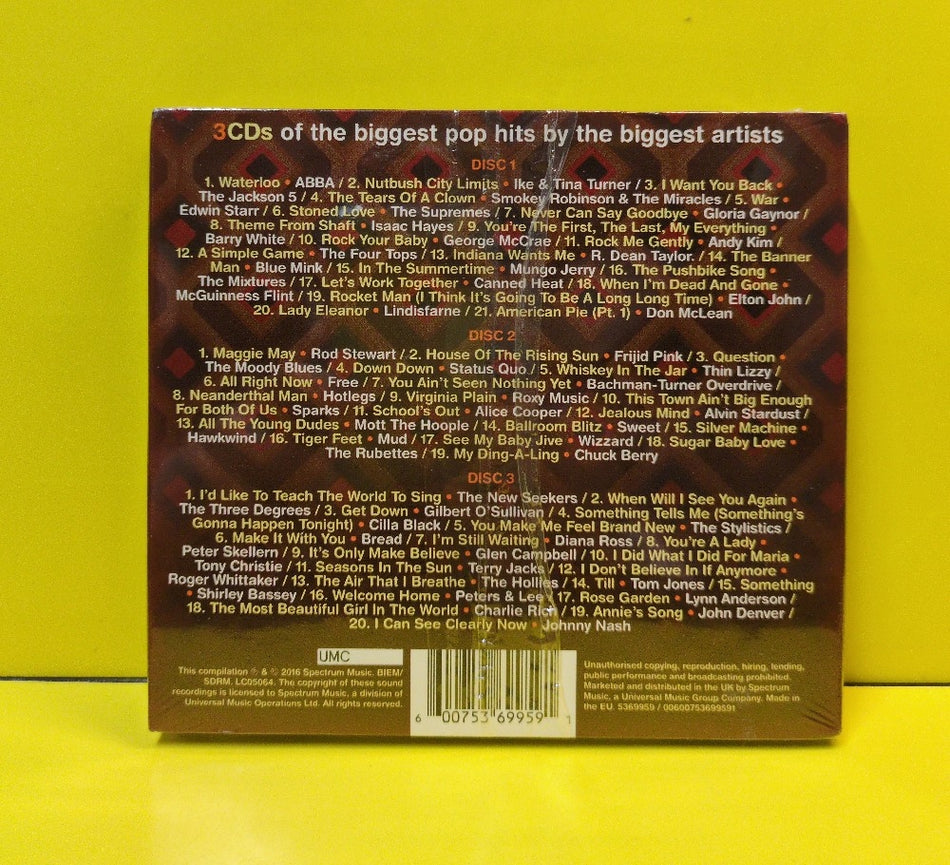 3CDs of the biggest pop hits by the biggest artists
DISC 1
1. Waterloo • ABBA / 2. Nutbush City Limits • Ike & Tina Turner / 3. I Want You Back •
The Jackson 5 / 4. The Tears Of A Clown • Smokey Robinson & The Miracles / 5. War •
Edwin Starr / 6. Stoned Love • The Supremes / 7. Never Can Say Goodbye • Gloria Gaynor /
8. Theme From Shaft • Isaac Hayes / 9. You're The First, The Last, My Everything •
Barry White / 10. Rock Your Baby • George McCrae / 11. Rock Me Gently • Andy Kim /
12. A Simple Game • The Four Tops / 13. Indiana Wants Me • R. Dean Taylor. / 14. The Banner
Man • Blue Mink / 15. In The Summertime • Mungo Jerry / 16. The Pushbike Song •
The Mixtures / 17. Let's Work Together • Canned Heat / 18. When I'm Dead And Gone •
McGuinness Flint / 19. Rocket Man (I Think It's Going To Be A Long Long Time) • Elton John /
20. Lady Eleanor • Lindisfarne / 21. American Pie (Pt. 1) • Don McLean
DISC 2
1. Maggie May • Rod Stewart / 2. House Of The Rising Sun • Frijid Pink / 3. Question •
The Moody Blues / 4. Down Down • Status Quo / 5. Whiskey In The Jar • Thin Lizzy /
6. All Right Now • Free / 7. You Ain't Seen Nothing Yet • Bachman-Turner Overdrive /
8. Neanderthal Man • Hotlegs / 9. Virginia Plain • Roxy Music / 10. This Town Ain't Big Enough
For Both Of Us • Sparks / 11. School's Out • Alice Cooper / 12. Jealous Mind • Alvin Stardust /
13. All The Young Dudes • Mott The Hoople / 14. Ballroom Blitz • Sweet / 15. Silver Machine •
Hawkwind / 16. Tiger Feet • Mud / 17. See My Baby Jive • Wizzard / 18. Sugar Baby Love •
The Rubettes / 19. My Ding-A-Ling • Chuck Berry
DISC 3
1. I'd Like To Teach The World To Sing • The New Seekers / 2. When Will I See You Again •
The Three Degrees / 3. Get Down • Gilbert O'Sullivan / 4. Something Tells Me (Something's
Gonna Happen Tonight) • Cilla Black / 5. You Make Me Feel Brand New • The Stylistics /
6. Make It With You • Bread / 7. I'm Still Waiting • Diana Ross / 8. You're A Lady •
Peter Skellern / 9. It's Only Make Believe • Glen Campbell / 10. I Did What I Did For Maria •
Tony Christie / 11. Seasons In The Sun • Terry Jacks / 12. I Don't Believe In If Anymore •
Roger Whittaker / 13. The Air That I Breathe • The Hollies / 14. Till • Tom Jones / 15. Something
• Shirley Bassey / 16. Welcome Home • Peters & Lee / 17. Rose Garden • Lynn Anderson /
18. The Most Beautiful Girl In The World • Charlie Rich / 19. Annie's Song • John Denver /
20. I Can See Clearly Now • Johnny Nash
UMC
This compilation ℗ & © 2016 Spectrum Music. BIEM/
SDRM. LC05064. The copyright of these sound
recordings is licensed to Spectrum Music, a division of
Universal Music Operations Ltd. All rights reserved.
6 00753 69959 1
Unauthorised copying, reproduction, hiring, lending,
public performance and broadcasting prohibited.
Marketed and distributed in the UK by Spectrum
Music, a Universal Music Group Company. Made in
the EU. 5369959 / 00600753699591